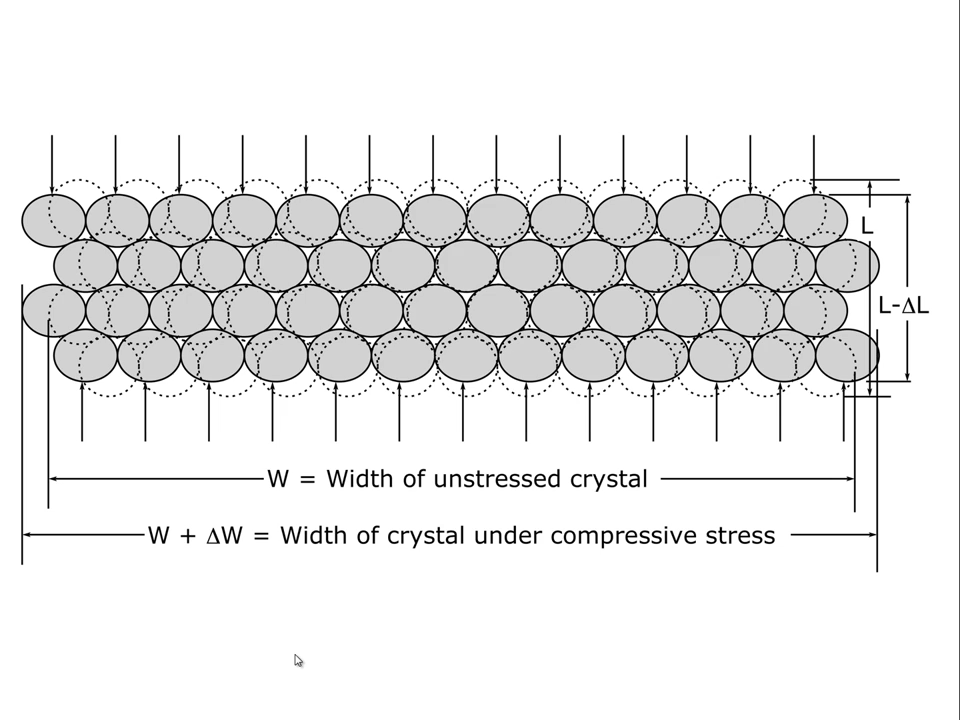 L
L-ΔL
W = Width of unstressed crystal
W + ΔW = Width of crystal under compressive stress